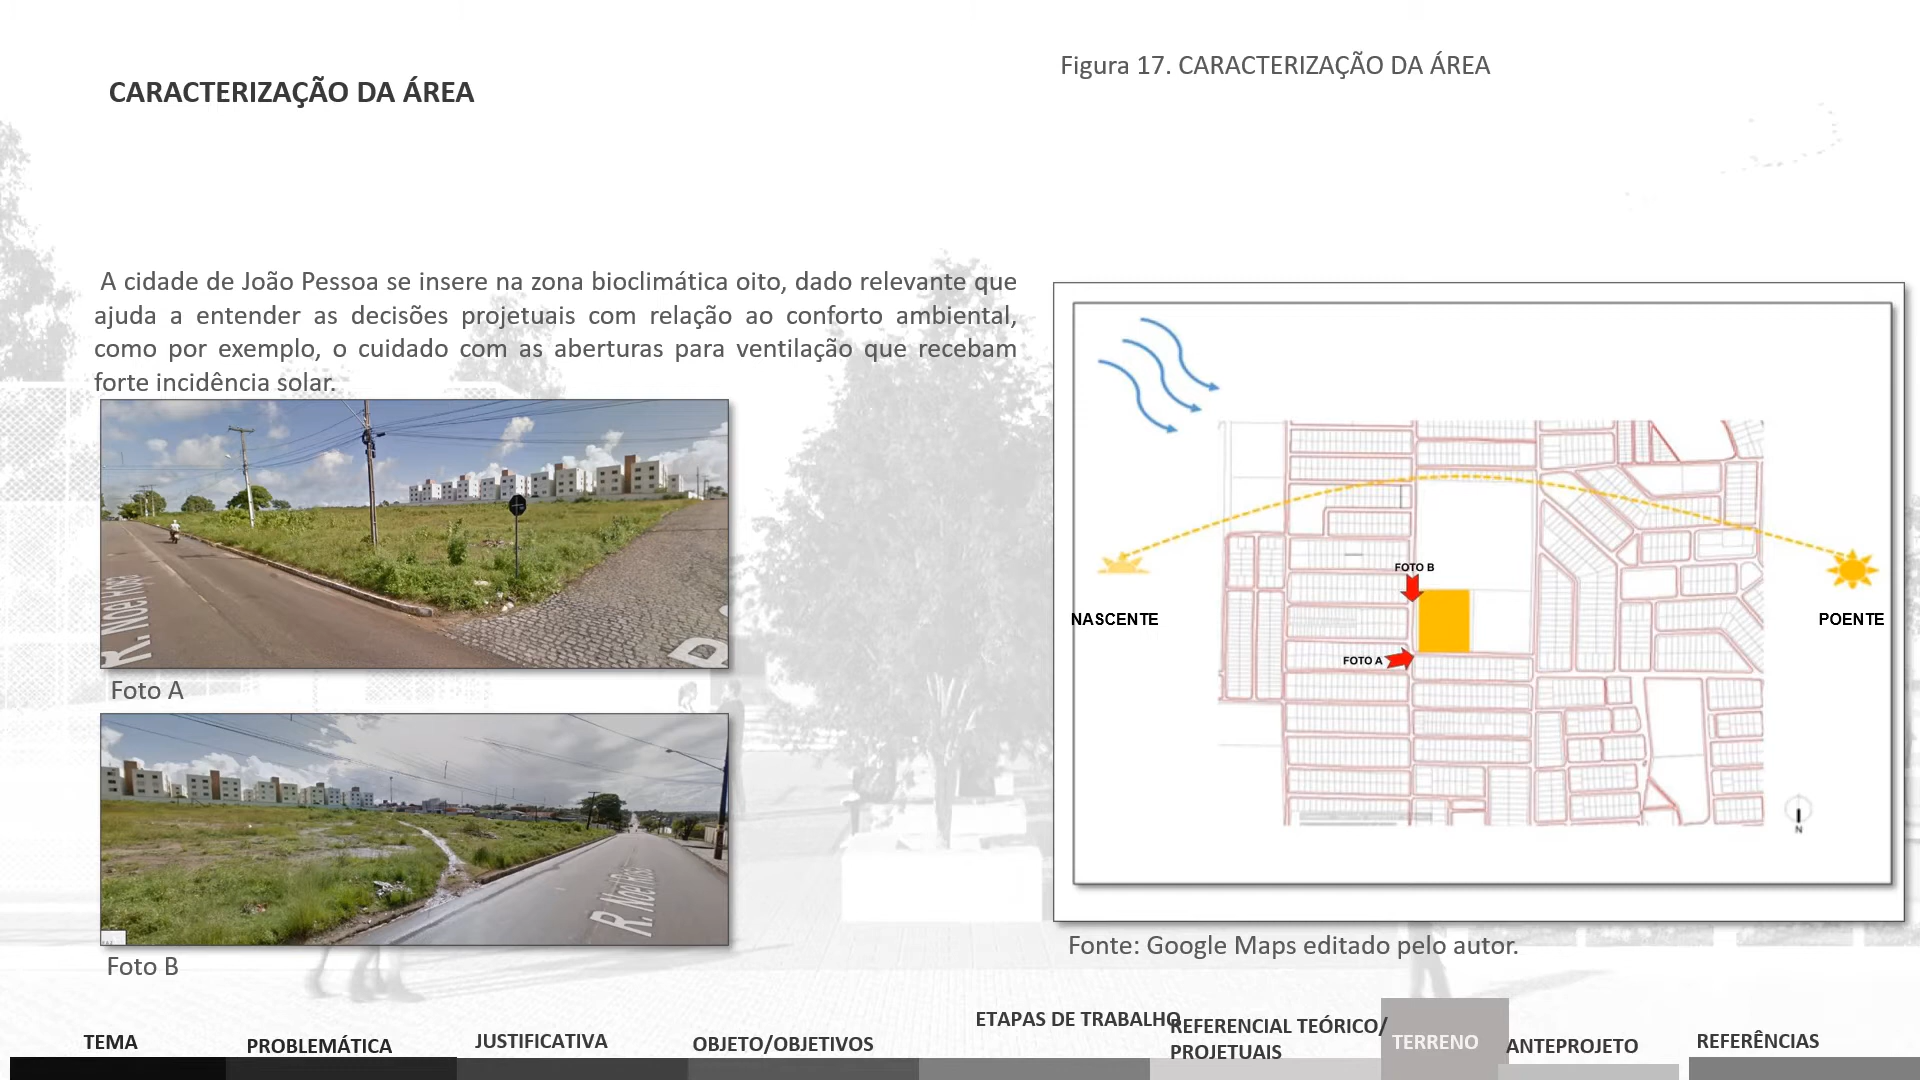 CARACTERIZAÇÃO DA ÁREA
Figura 17. CARACTERIZAÇÃO DA ÁREA
A cidade de João Pessoa se insere na zona bioclimática oito, dado relevante que
ajuda a entender as decisões projetuais com relação ao conforto ambiental,
como por exemplo, o cuidado com as aberturas para ventilação que recebam
forte incidência solar.
R. Noel Rosa
Foto A
R. Noel Rosa
Foto B
FOTO B
NASCENTE
POENTE
FOTO A
N
Fonte: Google Maps editado pelo autor.
TEMA
PROBLEMÁTICA
JUSTIFICATIVA
OBJETO/OBJETIVOS
ETAPAS DE TRABALHO
REFERENCIAL TEÓRICO/
PROJETUAIS
TERRENO
ANTEPROJETO
REFERÊNCIAS